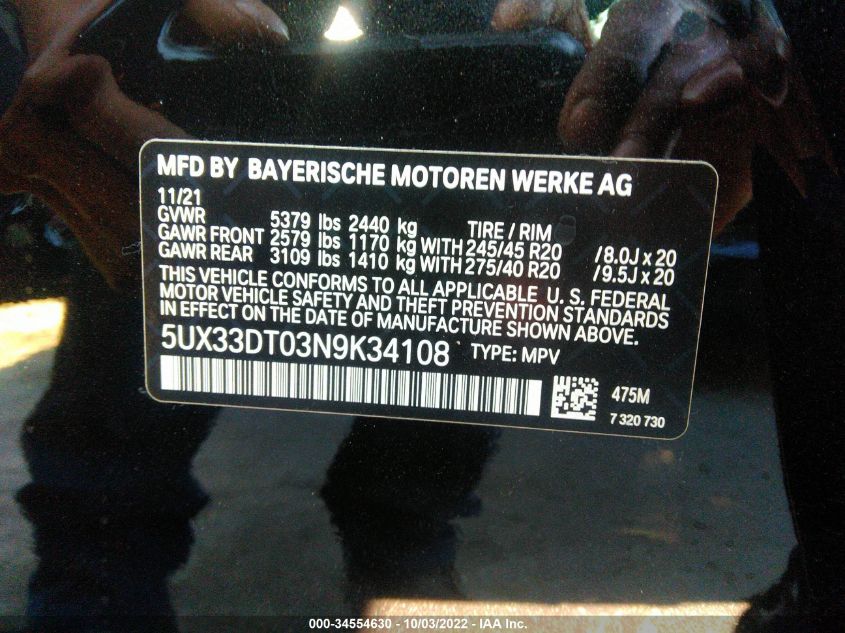 MFD BY BAYERISCHE MOTOREN WERKE AG
11/21
GVWR 5379 lbs 2440 kg TIRE / RIM
GAWR FRONT 2579 lbs 1170 kg WITH 245/45 R20 /8.0J x 20
GAWR REAR 3109 lbs 1410 kg WITH 275/40 R20 /9.5J x 20
THIS VEHICLE CONFORMS TO ALL APPLICABLE U. S. FEDERAL
MOTOR VEHICLE SAFETY AND THEFT PREVENTION STANDARDS
IN EFFECT ON THE DATE OF MANUFACTURE SHOWN ABOVE.
5UX33DT03N9K34108 TYPE: MPV
475M
7 320 730
000-34554630 - 10/03/2022 - IAA Inc.